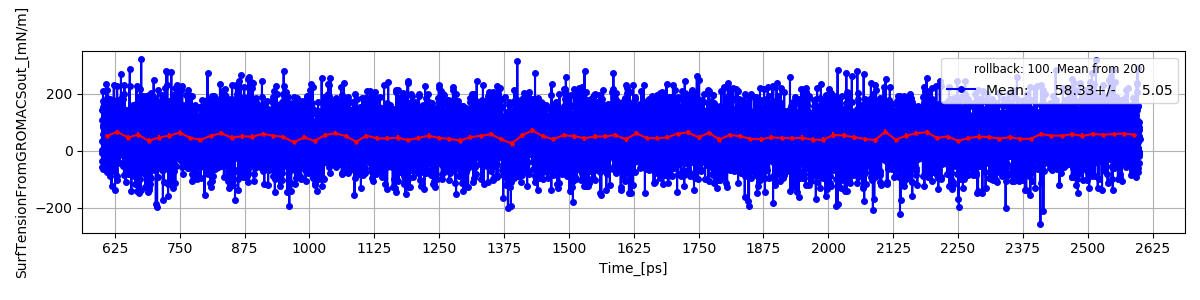 SurfTensionFromGROMACSout_[mN/m]
200
0
−200
rollback: 100. Mean from 200
Mean: 58.33+/- 5.05
625 750 875 1000 1125 1250 1375 1500 1625 1750 1875 2000 2125 2250 2375 2500 2625
Time_[ps]